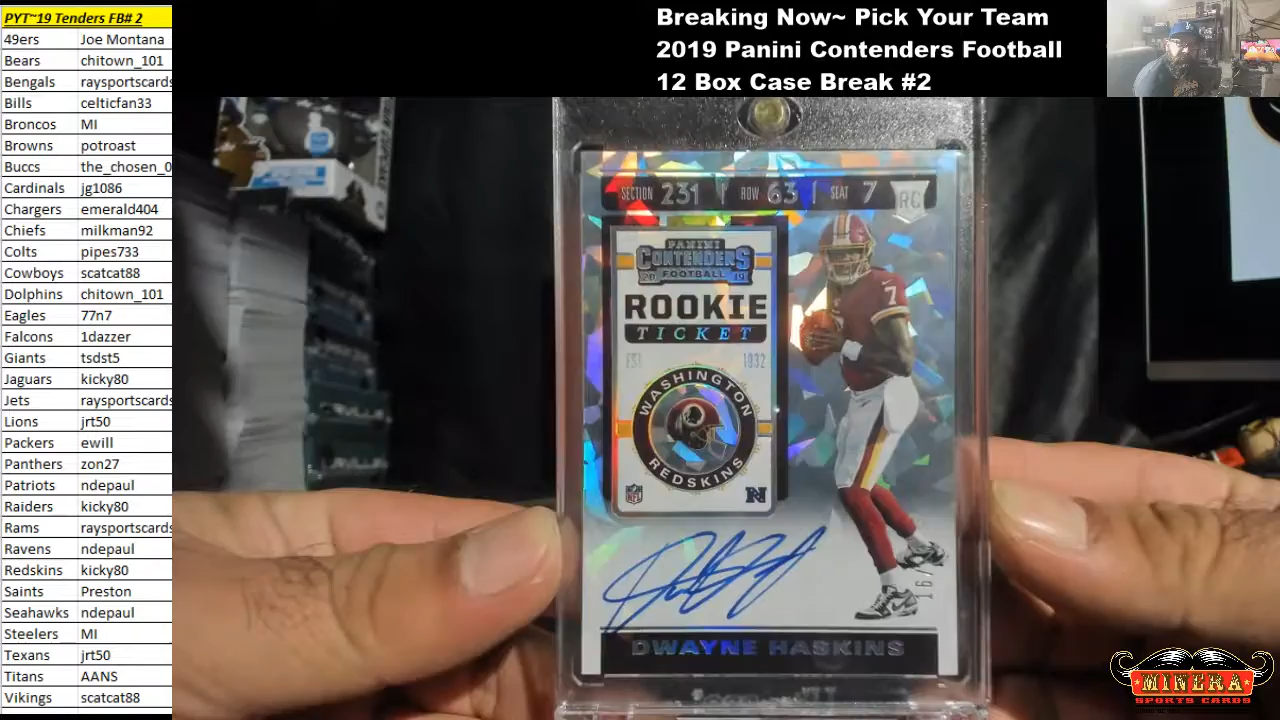 PYT~19 Tenders FB# 2
49ers Joe Montana
Bears chitown_101
Bengals raysportscards
Bills celticfan33
Broncos MI
Browns potroast
Buccs the_chosen_0
Cardinals jg1086
Chargers emerald404
Chiefs milkman92
Colts pipes733
Cowboys scatcat88
Dolphins chitown_101
Eagles 77n7
Falcons 1dazzer
Giants tsdst5
Jaguars kicky80
Jets raysportscards
Lions jrt50
Packers ewill
Panthers zon27
Patriots ndepaul
Raiders kicky80
Rams raysportscards
Ravens ndepaul
Redskins kicky80
Saints Preston
Seahawks ndepaul
Steelers MI
Texans jrt50
Titans AANS
Vikings scatcat88
Breaking Now~ Pick Your Team
2019 Panini Contenders Football
12 Box Case Break #2
SECTION 231 | ROW 63 | SEAT 7
RC
PANINI
CONTENDERS
20 FOOTBALL 19
ROOKIE
TICKET
EST 1932
WASHINGTON
REDSKINS
NFL
N
7
16/
DWAYNE HASKINS
MINERA
SPORTS CARDS